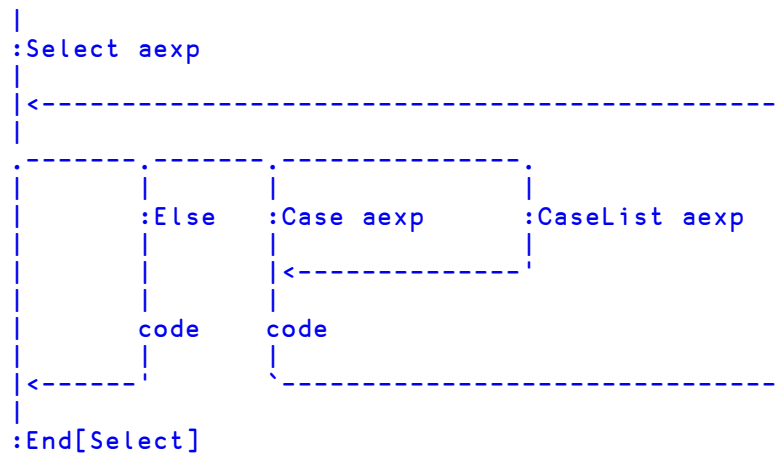 :Select aexp
:Else :Case aexp :CaseList aexp
code code
:End[Select]